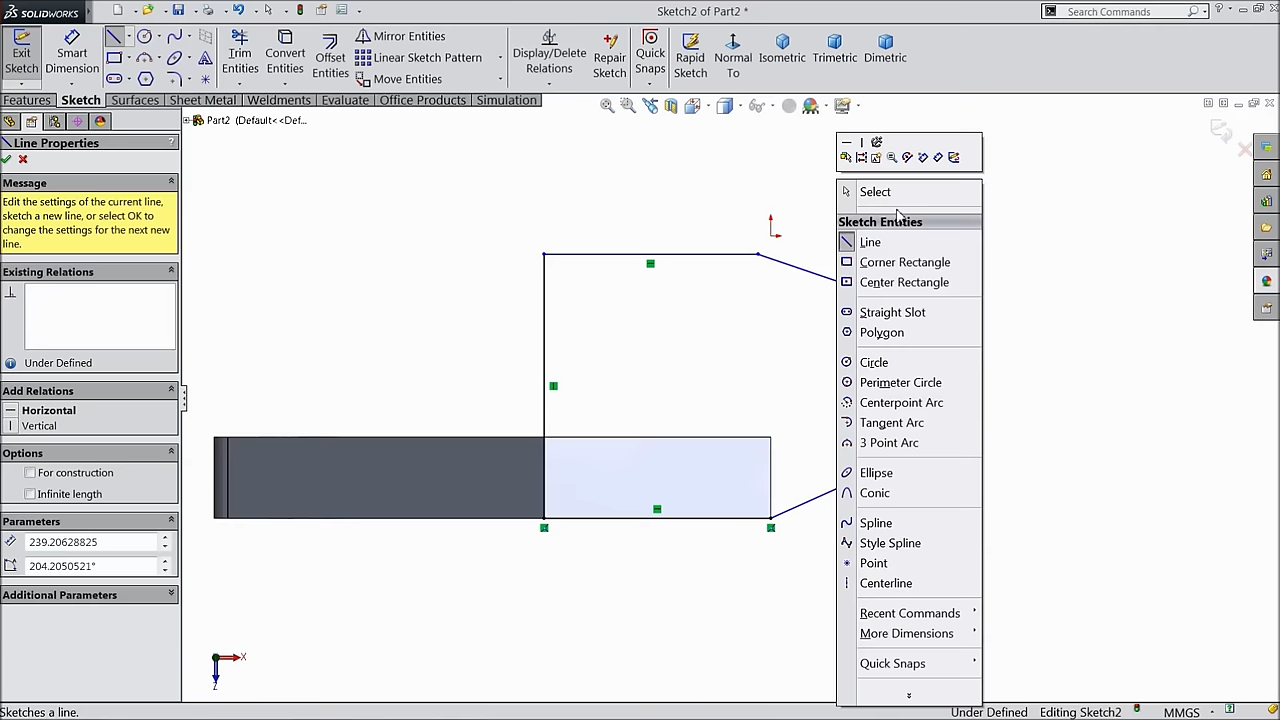 SOLIDWORKS
Sketch2 of Part2 *
Search Commands
Exit
Sketch
Smart
Dimension
Trim
Entities
Convert
Entities
Offset
Entities
Mirror Entities
Linear Sketch Pattern
Move Entities
Display/Delete
Relations
Repair
Sketch
Quick
Snaps
Rapid
Sketch
Normal
To
Isometric
Trimetric
Dimetric
Features
Sketch
Surfaces
Sheet Metal
Weldments
Evaluate
Office Products
Simulation
Part2 (Default<<Def...
Line Properties
?
Message
Edit the settings of the current line,
sketch a new line, or select OK to
change the settings for the next new
line.
Existing Relations
Under Defined
Add Relations
Horizontal
Vertical
Options
For construction
Infinite length
Parameters
239.20628825
204.2050521°
Additional Parameters
Select
Sketch Entities
Line
Corner Rectangle
Center Rectangle
Straight Slot
Polygon
Circle
Perimeter Circle
Centerpoint Arc
Tangent Arc
3 Point Arc
Ellipse
Conic
Spline
Style Spline
Point
Centerline
Recent Commands
More Dimensions
Quick Snaps
X
Z
Sketches a line.
Under Defined
Editing Sketch2
MMGS